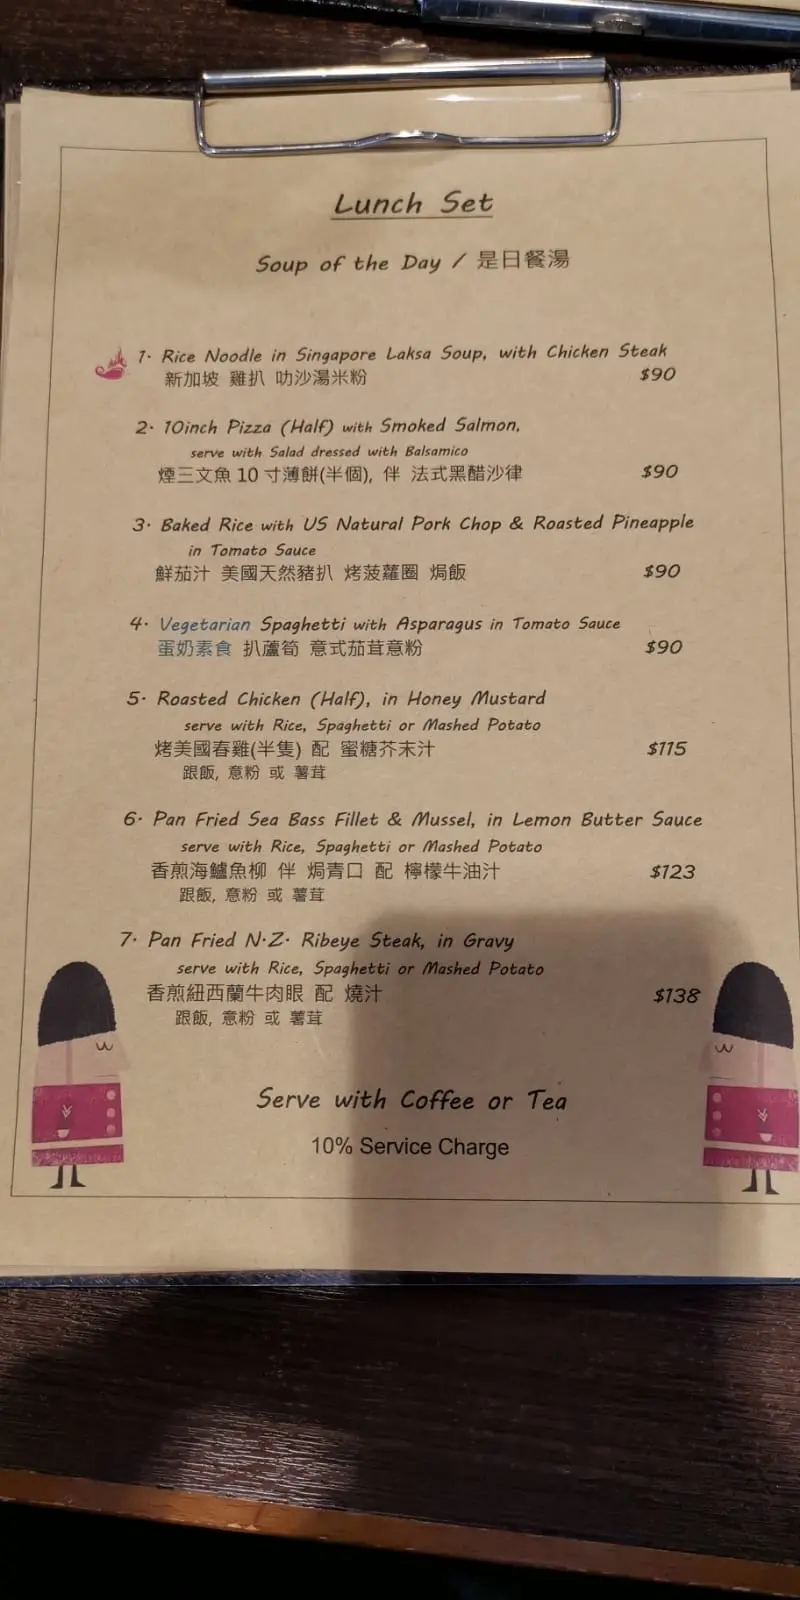 Lunch Set
Soup of the Day / 是日餐湯
1. Rice Noodle in Singapore Laksa Soup, with Chicken Steak
新加坡 雞扒 叻沙湯米粉 $90
2. 10inch Pizza (Half) with Smoked Salmon,
serve with Salad dressed with Balsamico
煙三文魚 10 寸薄餅(半個), 伴 法式黑醋沙律 $90
3. Baked Rice with US Natural Pork Chop & Roasted Pineapple
in Tomato Sauce
鮮茄汁 美國天然豬扒 烤菠蘿圈 焗飯 $90
4. Vegetarian Spaghetti with Asparagus in Tomato Sauce
蛋奶素食 扒蘆筍 意式茄茸意粉 $90
5. Roasted Chicken (Half), in Honey Mustard
serve with Rice, Spaghetti or Mashed Potato
烤美國春雞(半隻) 配 蜜糖芥末汁 $115
跟飯, 意粉 或 薯茸
6. Pan Fried Sea Bass Fillet & Mussel, in Lemon Butter Sauce
serve with Rice, Spaghetti or Mashed Potato
香煎海鱸魚柳 伴 焗青口 配 檸檬牛油汁 $123
跟飯, 意粉 或 薯茸
7. Pan Fried N.Z. Ribeye Steak, in Gravy
serve with Rice, Spaghetti or Mashed Potato
香煎紐西蘭牛肉眼 配 燒汁 $138
跟飯, 意粉 或 薯茸
Serve with Coffee or Tea
10% Service Charge